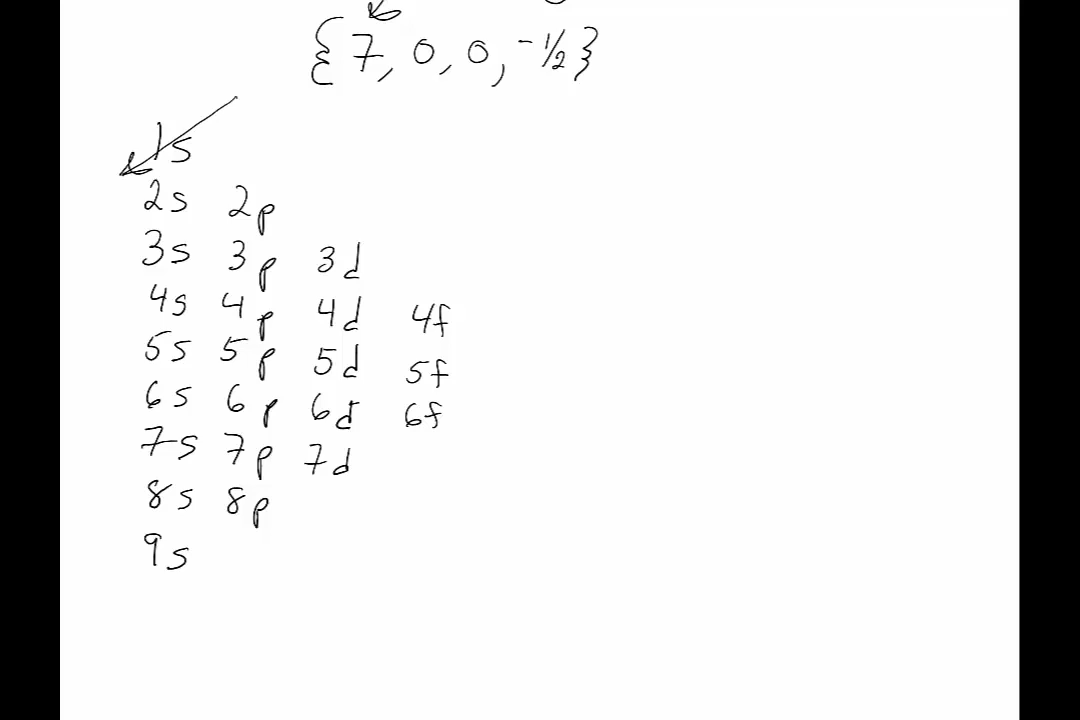 {7, 0, 0, -1/2}
1s
2s 2p
3s 3p 3d
4s 4p 4d 4f
5s 5p 5d 5f
6s 6p 6d 6f
7s 7p 7d
8s 8p
9s